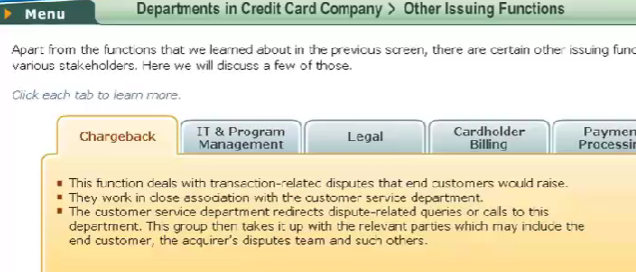 Menu
Departments in Credit Card Company > Other Issuing Functions
Apart from the functions that we learned about in the previous screen, there are certain other issuing
various stakeholders. Here we will discuss a few of those.
Click each tab to learn more.
Chargeback
IT & Program
Management
Legal
Cardholder
Billing
This function deals with transaction-related disputes that end customers would raise.
They work in close association with the customer service department.
The customer service department redirects dispute-related queries or calls to this
department. This group then takes it up with the relevant parties which may include the
end customer, the acquirer's disputes team and such others.